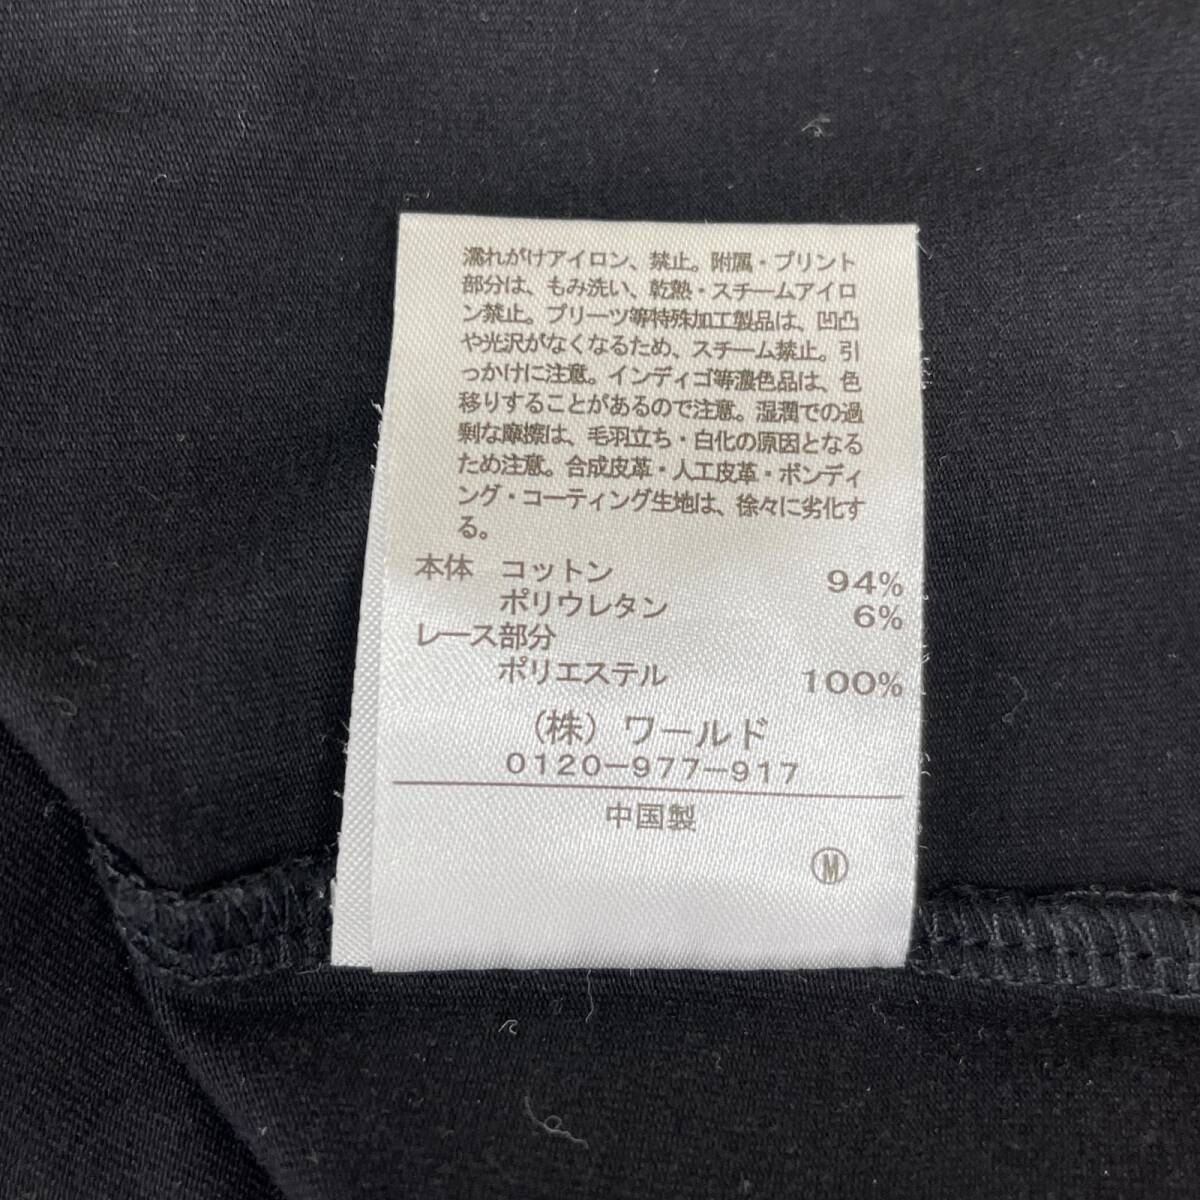 濡れがけアイロン、禁止。附属・プリント
部分は、もみ洗い、乾熱・スチームアイロ
ン禁止。プリーツ等特殊加工製品は、凹凸
や光沢がなくなるため、スチーム禁止。引
っかけに注意。インディゴ等濃色品は、色
移りすることがあるので注意。湿潤での過
剰な摩擦は、毛羽立ち・白化の原因となる
ため注意。合成皮革・人工皮革・ボンディ
ング・コーティング生地は、徐々に劣化す
る。
本体 コットン 94%
ポリウレタン 6%
レース部分
ポリエステル 100%
(株) ワールド
0120-977-917
中国製
Ⓜ